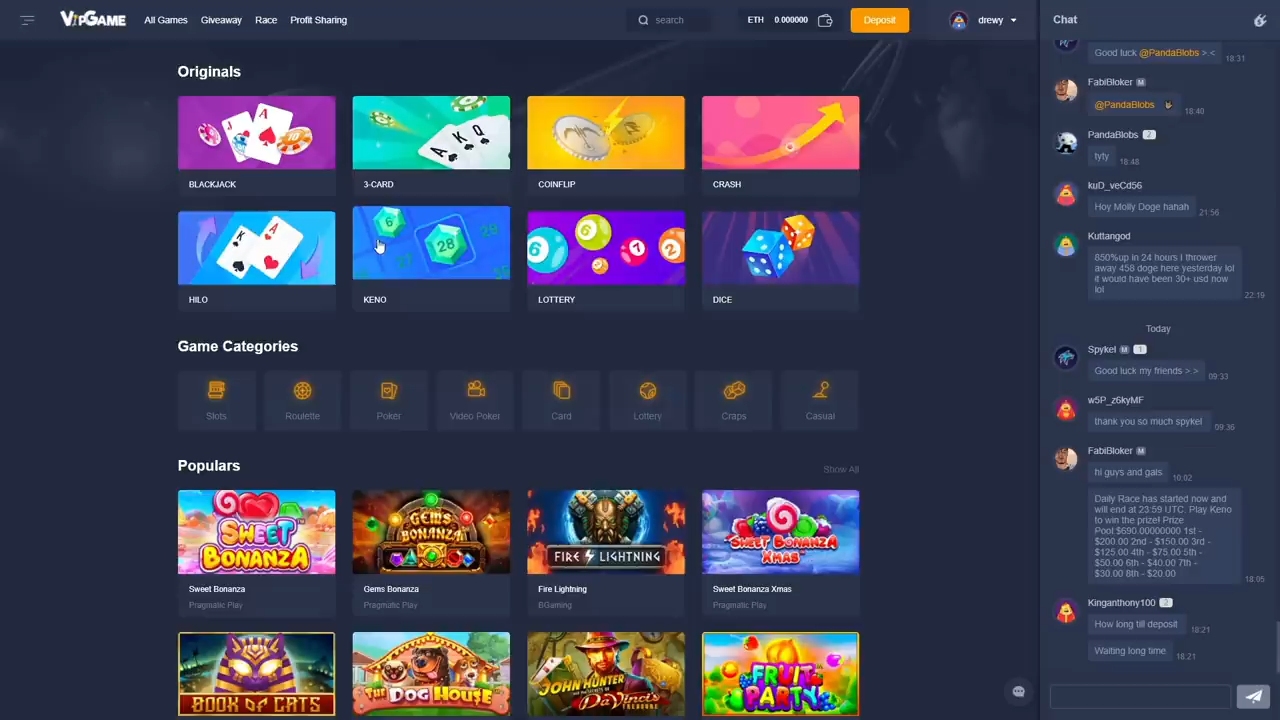 VIPGAME
All Games
Giveaway
Race
Profit Sharing
search
ETH 0.000000
Deposit
drewy
Originals
BLACKJACK
3-CARD
COINFLIP
CRASH
HILO
KENO
LOTTERY
DICE
Game Categories
Slots
Roulette
Poker
Video Poker
Card
Lottery
Craps
Casual
Populars
Show All
SWEET BONANZA
GEMS BONANZA
FIRE LIGHTNING
SWEET BONANZA XMAS
Sweet Bonanza
Pragmatic Play
Gems Bonanza
Pragmatic Play
Fire Lightning
BGaming
Sweet Bonanza Xmas
Pragmatic Play
BOOK OF CATS
THE DOG HOUSE
JOHN HUNTER
DaVinci's
TREASURE
FRUIT PARTY
Chat
Good luck @PandaBlobs >.<
18:31
FabiBloker M
@PandaBlobs
18:40
PandaBlobs 2
tyty
18:48
kuD_veCd56
Hoy Molly Doge hahah
21:56
Kuttangod
850%up in 24 hours I thrower
away 458 doge here yesterday lol
it would have been 30+ usd now
lol
22:19
Today
Spykel M 1
Good luck my friends > >
09:33
w5P_z6kyMF
thank you so much spykel
09:36
FabiBloker M
hi guys and gals
10:02
Daily Race has started now and
will end at 23:59 UTC. Play Keno
to win the prize! Prize
Pool:$690.00000000 1st -
$200.00 2nd - $150.00 3rd -
$125.00 4th - $75.00 5th -
$50.00 6th - $40.00 7th -
$30.00 8th - $20.00
18:05
Kinganthony100 2
How long till deposit
18:21
Waiting long time
18:21